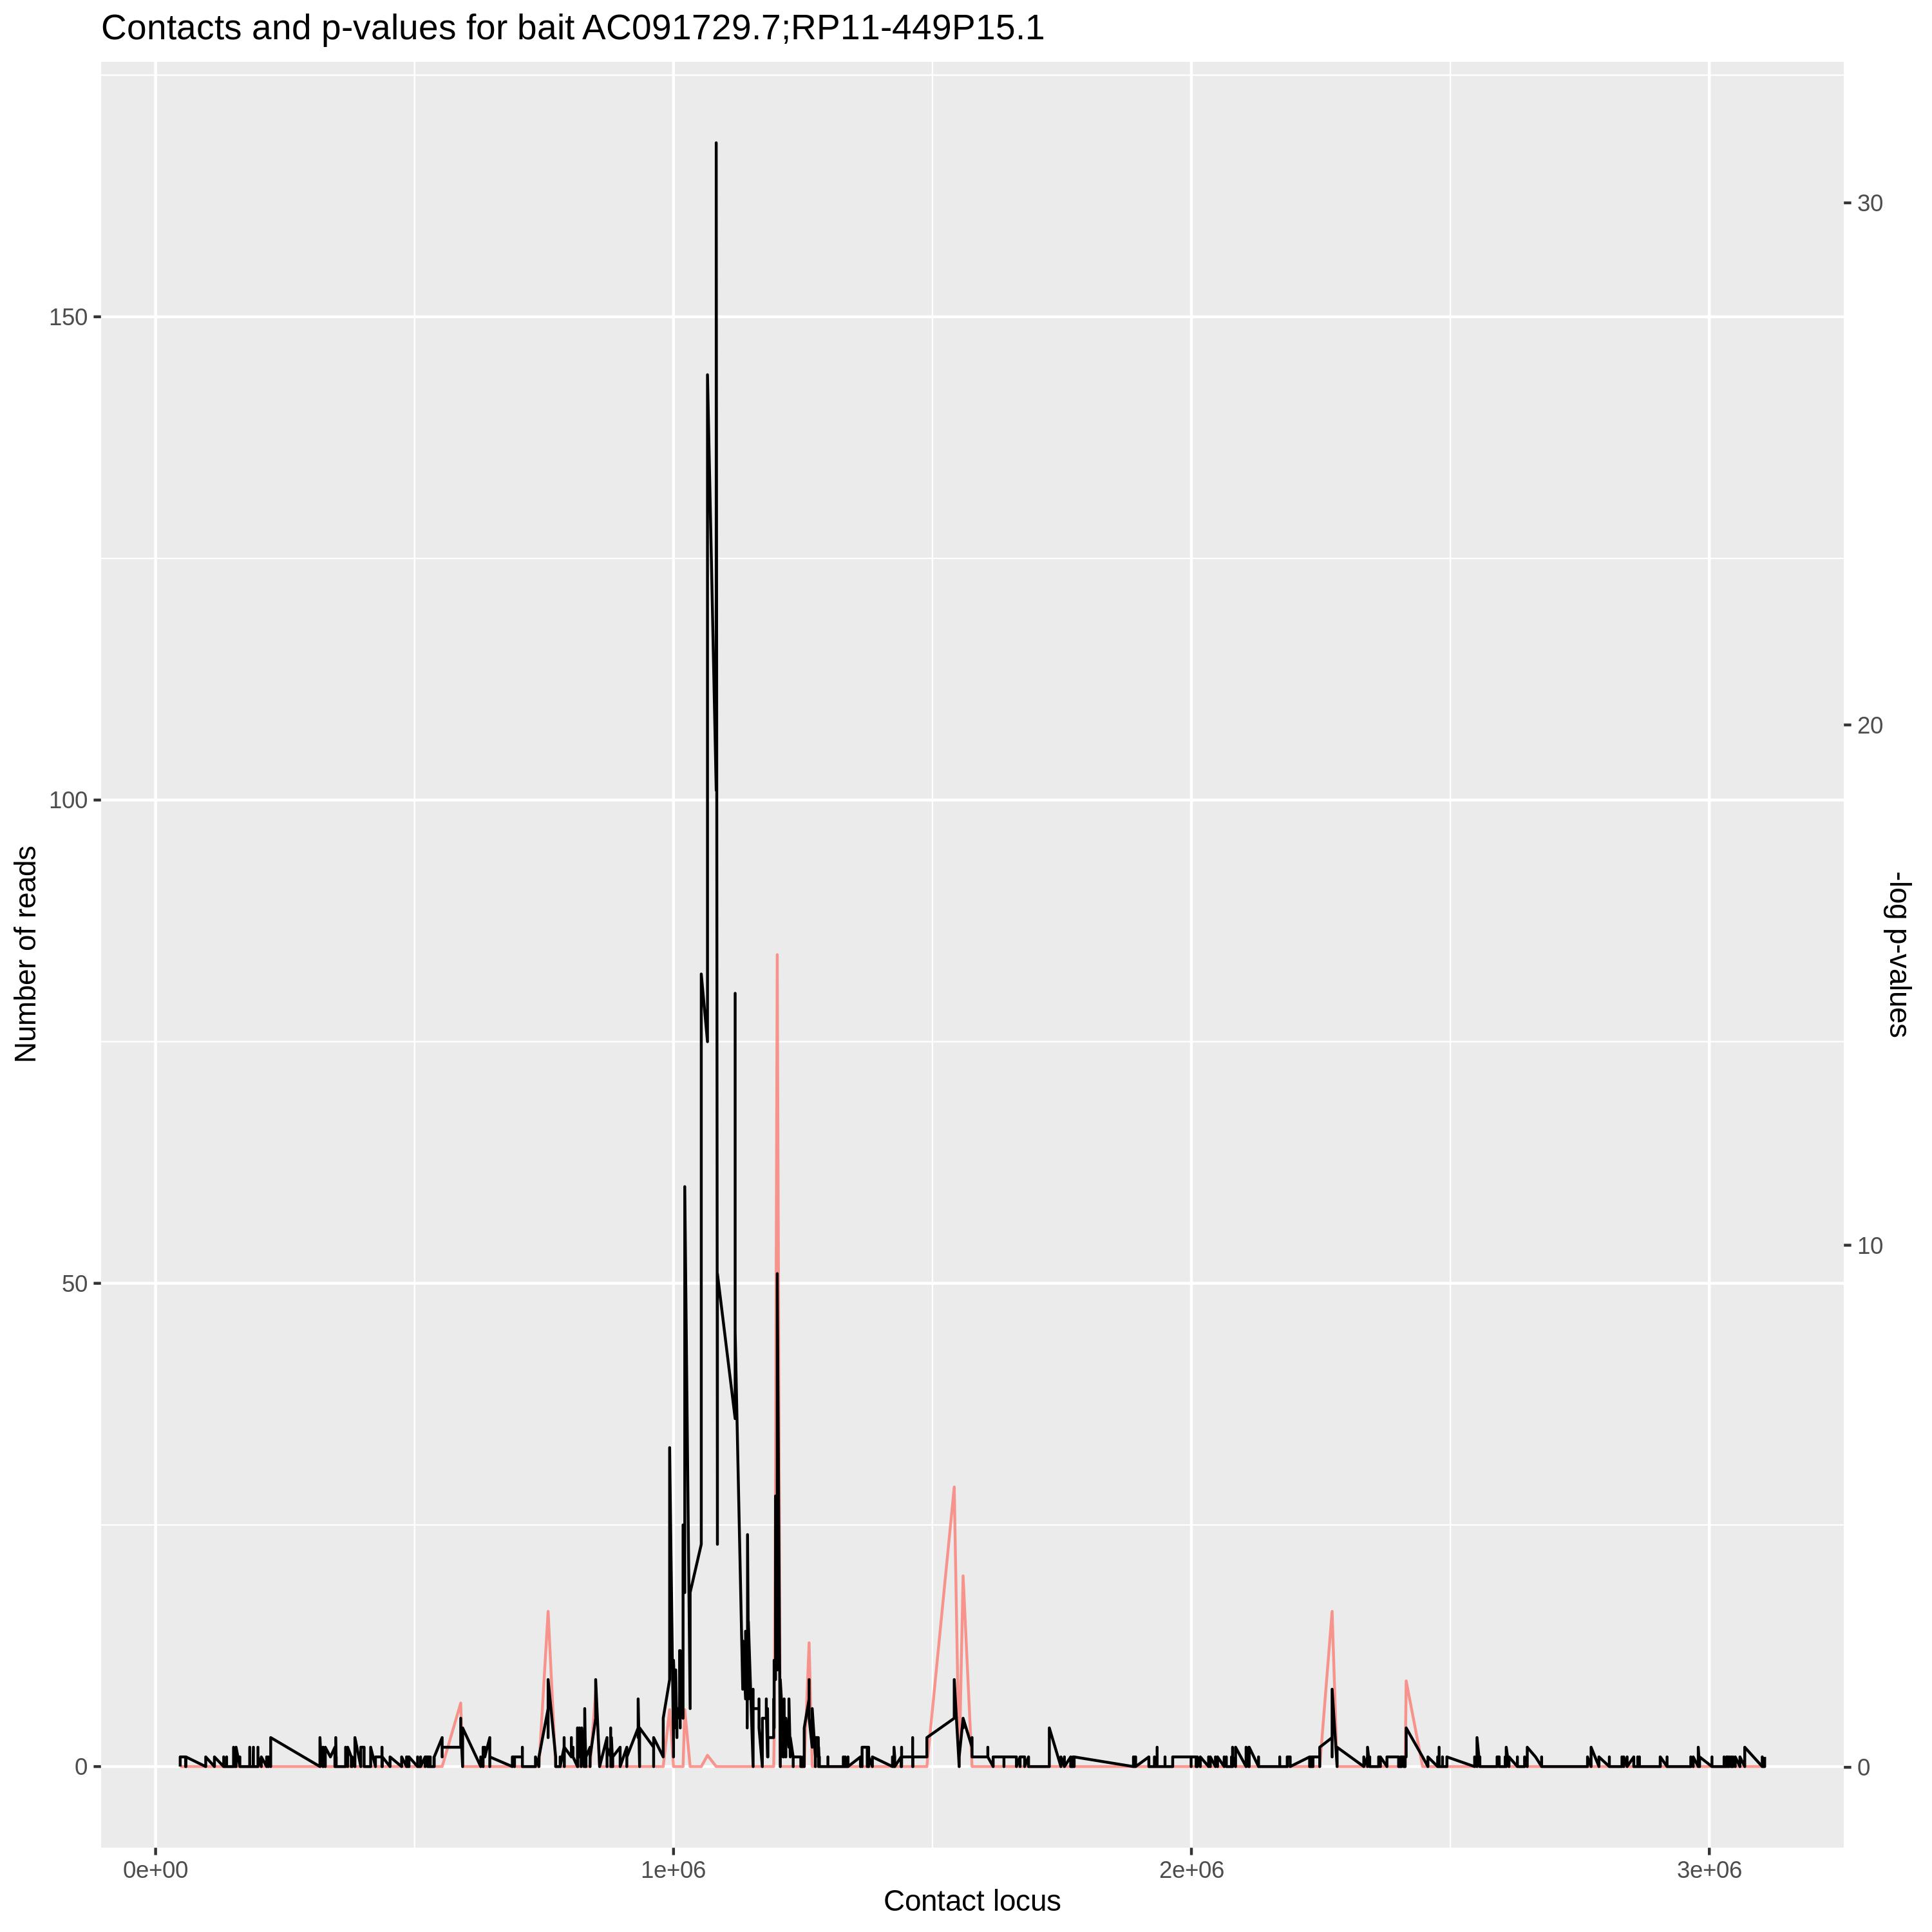 Contacts and p-values for bait AC091729.7;RP11-449P15.1
150
100
50
0
Number of reads
30
20
10
0
-log p-values
0e+00
1e+06
2e+06
3e+06
Contact locus